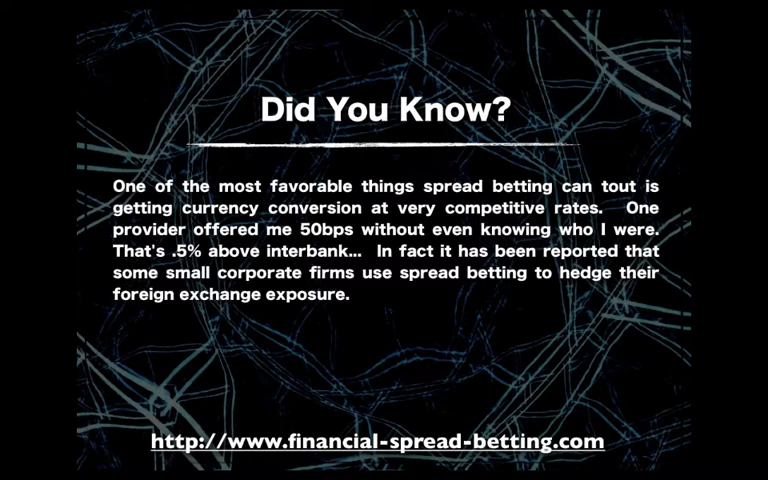 Did You Know?
One of the most favorable things spread betting can tout is
getting currency conversion at very competitive rates. One
provider offered me 50bps without even knowing who I were.
That's .5% above interbank... In fact it has been reported that
some small corporate firms use spread betting to hedge their
foreign exchange exposure.
http://www.financial-spread-betting.com